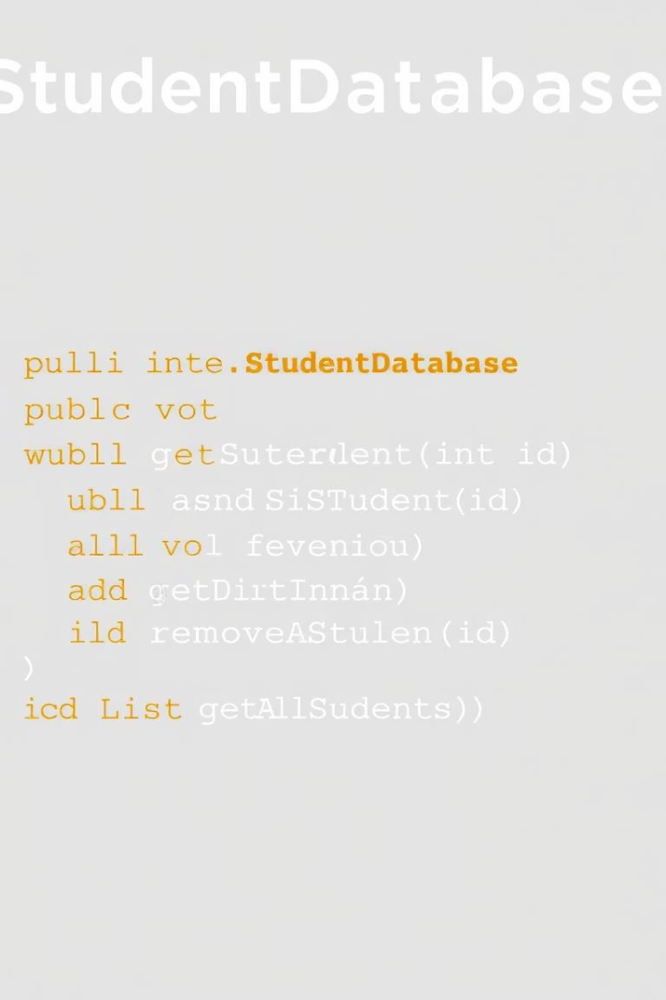 StudentDatabase
pulli inte.StudentDatabase
publc vot
wubll getSuterdent(int id)
ubll asnd SiSTudent(id)
alll vol feveniou)
add getDirtInnán)
ild removeAStulen(id)
)
icd List getAllSudents))